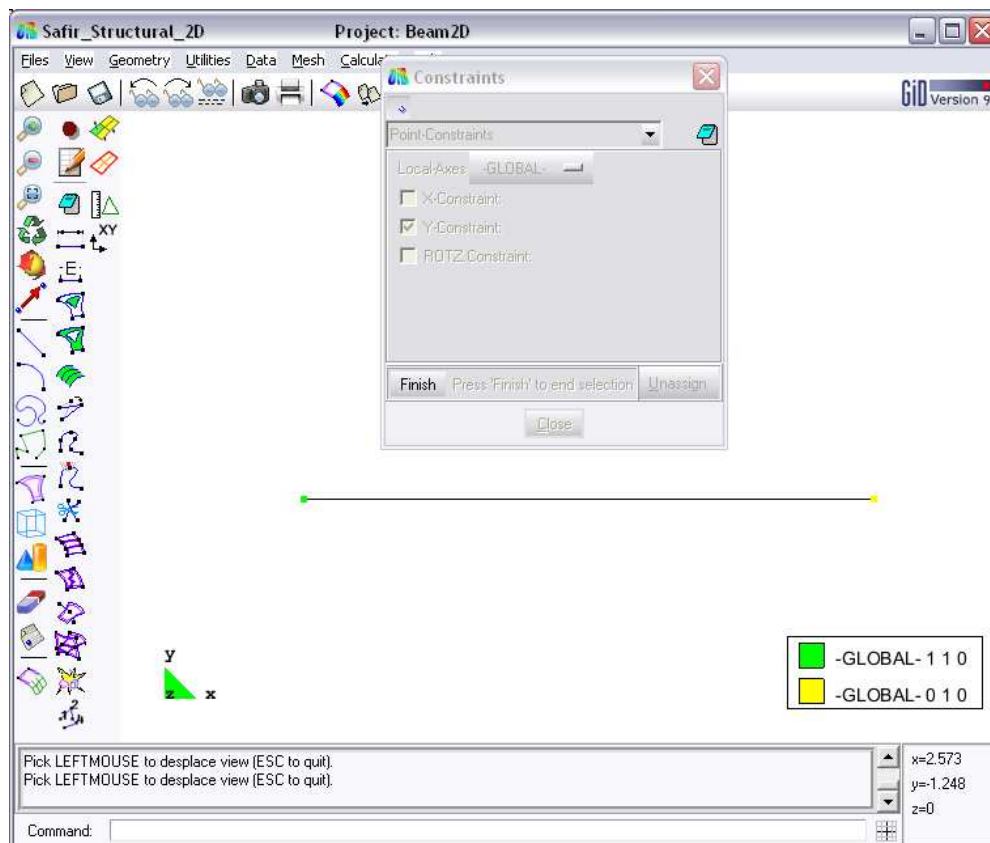 Safir_Structural_2D Project: Beam2D
Files View Geometry Utilities Data Mesh Calcula
Constraints
GiD Version 9
Point-Constraints
Local-Axes -GLOBAL-
X-Constraint:
Y-Constraint:
ROTZ Constraint:
Finish Press 'Finish' to end selection Unassign
Close
XY
E
y
z x
-GLOBAL- 1 1 0
-GLOBAL- 0 1 0
Pick LEFTMOUSE to desplace view (ESC to quit).
Pick LEFTMOUSE to desplace view (ESC to quit).
x=2.573
y=-1.248
z=0
Command: